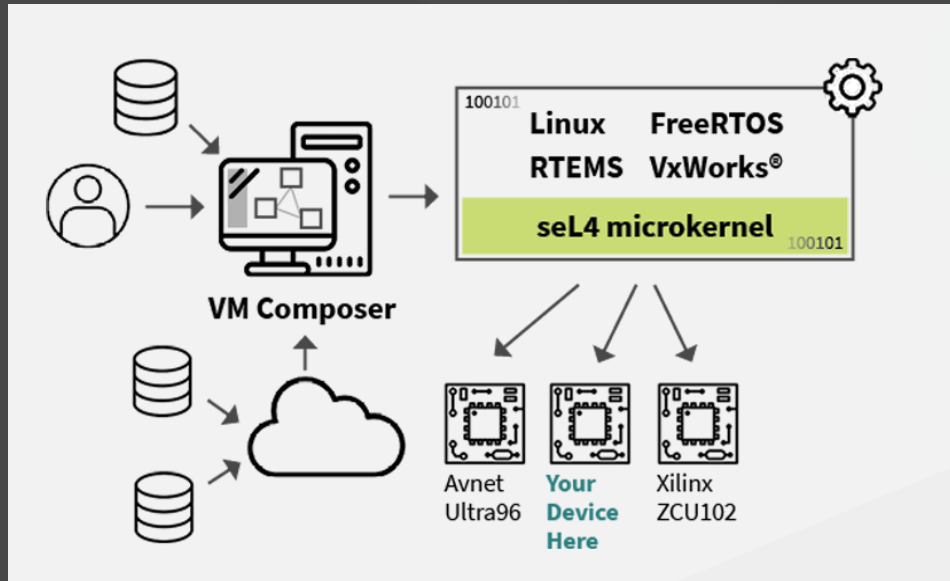 100101
Linux FreeRTOS
RTEMS VxWorks®
seL4 microkernel
100101
VM Composer
Avnet
Ultra96
Your
Device
Here
Xilinx
ZCU102